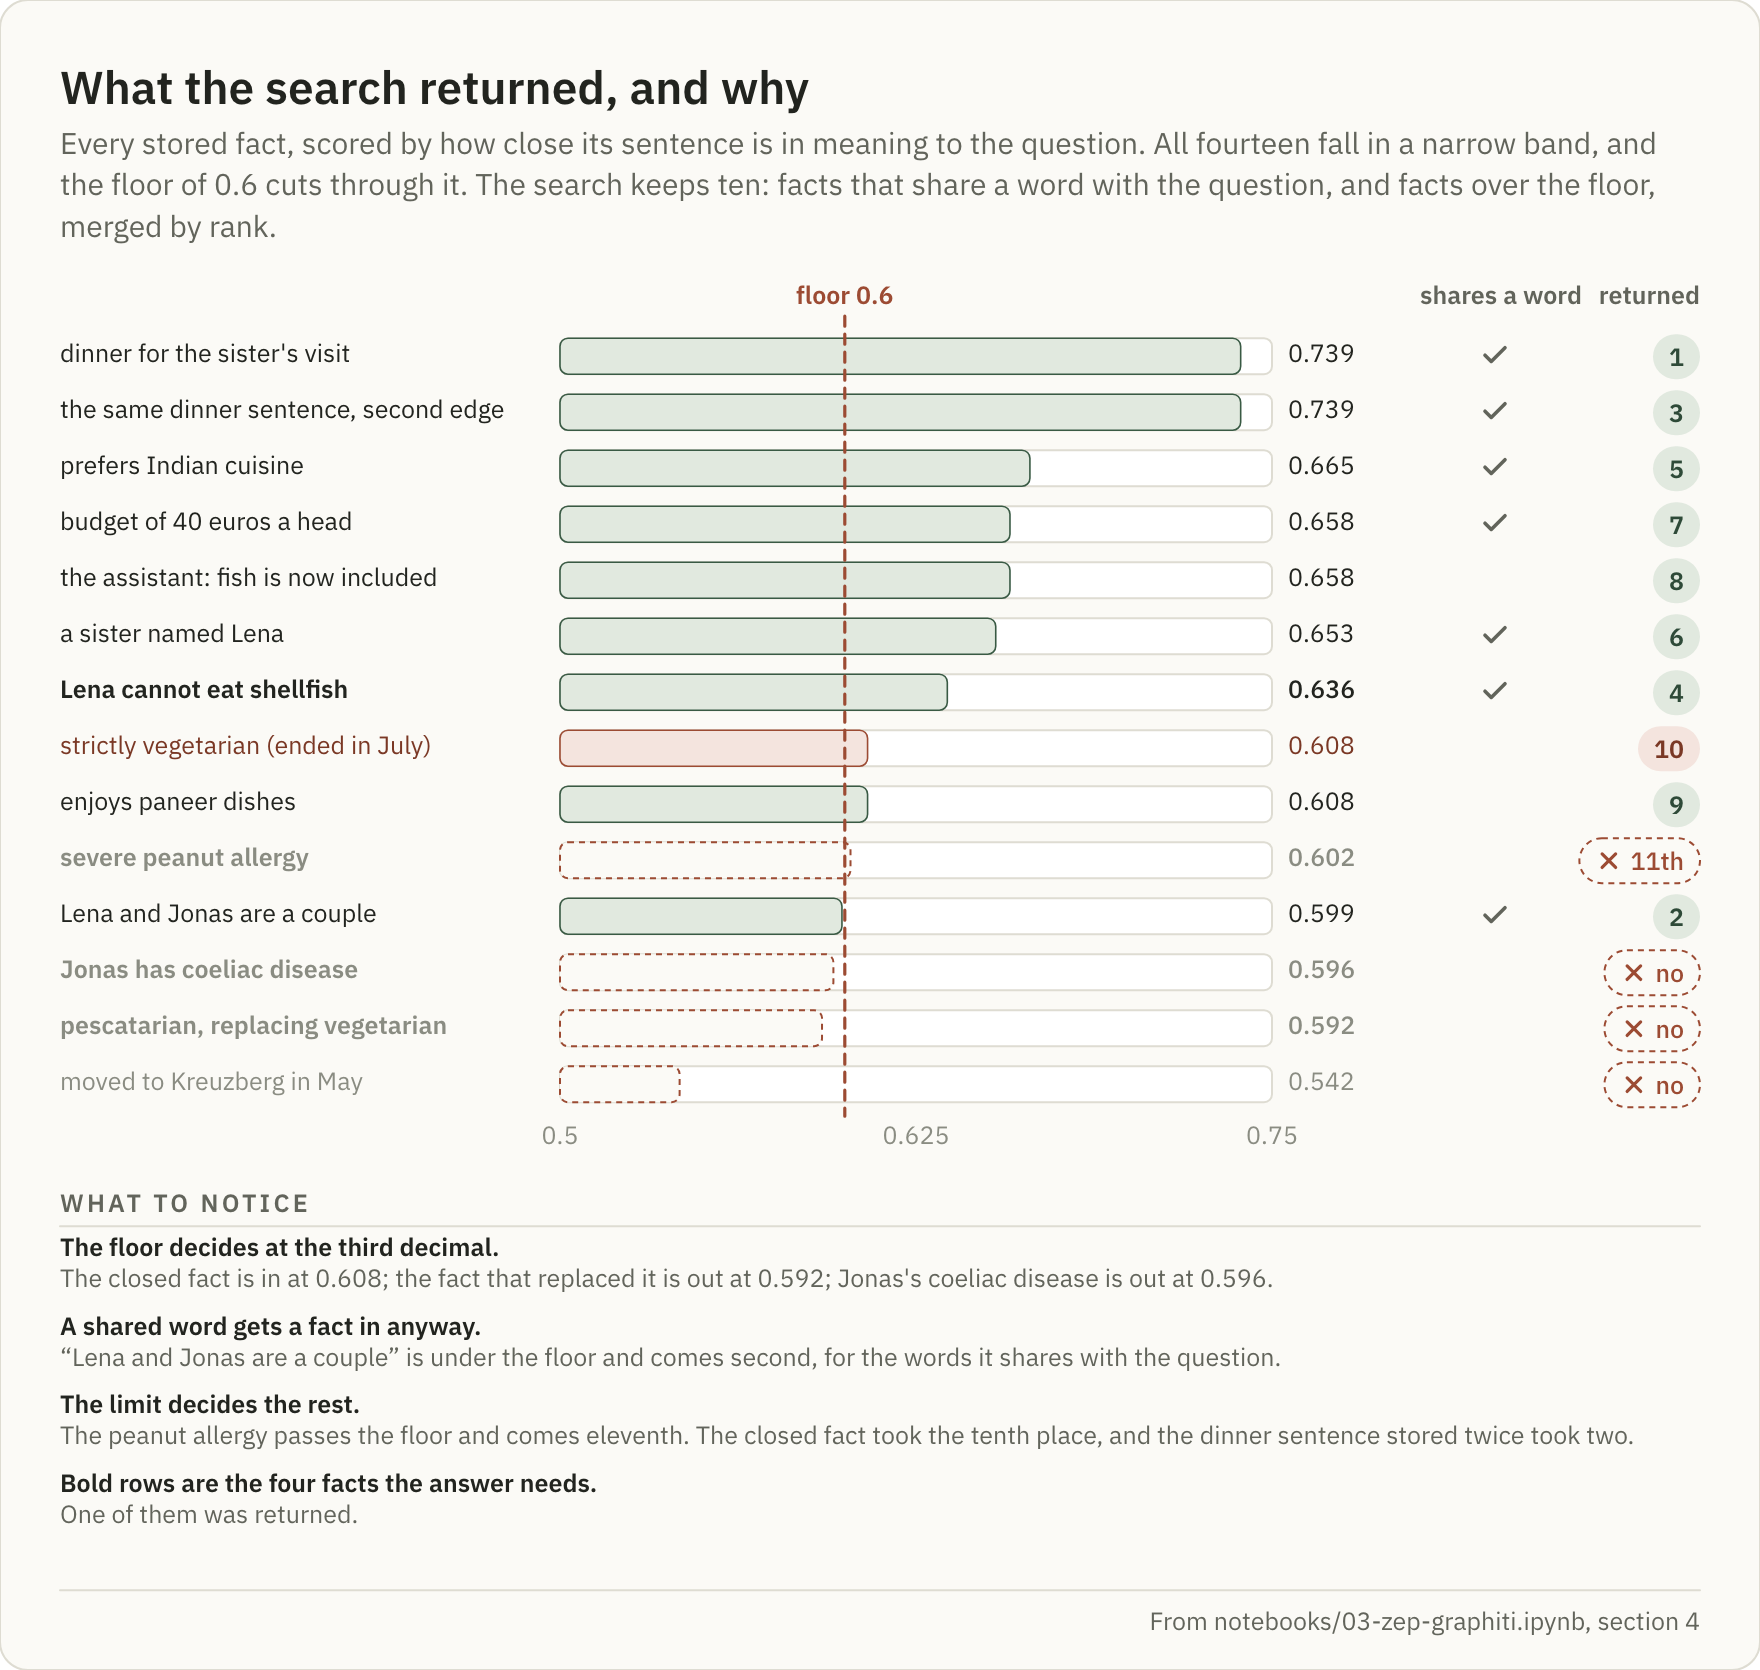 What the search returned, and why
Every stored fact, scored by how close its sentence is in meaning to the question. All fourteen fall in a narrow band, and
the floor of 0.6 cuts through it. The search keeps ten: facts that share a word with the question, and facts over the floor,
merged by rank.
floor 0.6 shares a word returned
dinner for the sister's visit 0.739 ✓ 1
the same dinner sentence, second edge 0.739 ✓ 3
prefers Indian cuisine 0.665 ✓ 5
budget of 40 euros a head 0.658 ✓ 7
the assistant: fish is now included 0.658 8
a sister named Lena 0.653 ✓ 6
Lena cannot eat shellfish 0.636 ✓ 4
strictly vegetarian (ended in July) 0.608 10
enjoys paneer dishes 0.608 9
severe peanut allergy 0.602 ✕ 11th
Lena and Jonas are a couple 0.599 ✓ 2
Jonas has coeliac disease 0.596 ✕ no
pescatarian, replacing vegetarian 0.592 ✕ no
moved to Kreuzberg in May 0.542 ✕ no
0.5 0.625 0.75
WHAT TO NOTICE
The floor decides at the third decimal.
The closed fact is in at 0.608; the fact that replaced it is out at 0.592; Jonas's coeliac disease is out at 0.596.
A shared word gets a fact in anyway.
“Lena and Jonas are a couple” is under the floor and comes second, for the words it shares with the question.
The limit decides the rest.
The peanut allergy passes the floor and comes eleventh. The closed fact took the tenth place, and the dinner sentence stored twice took two.
Bold rows are the four facts the answer needs.
One of them was returned.
From notebooks/03-zep-graphiti.ipynb, section 4